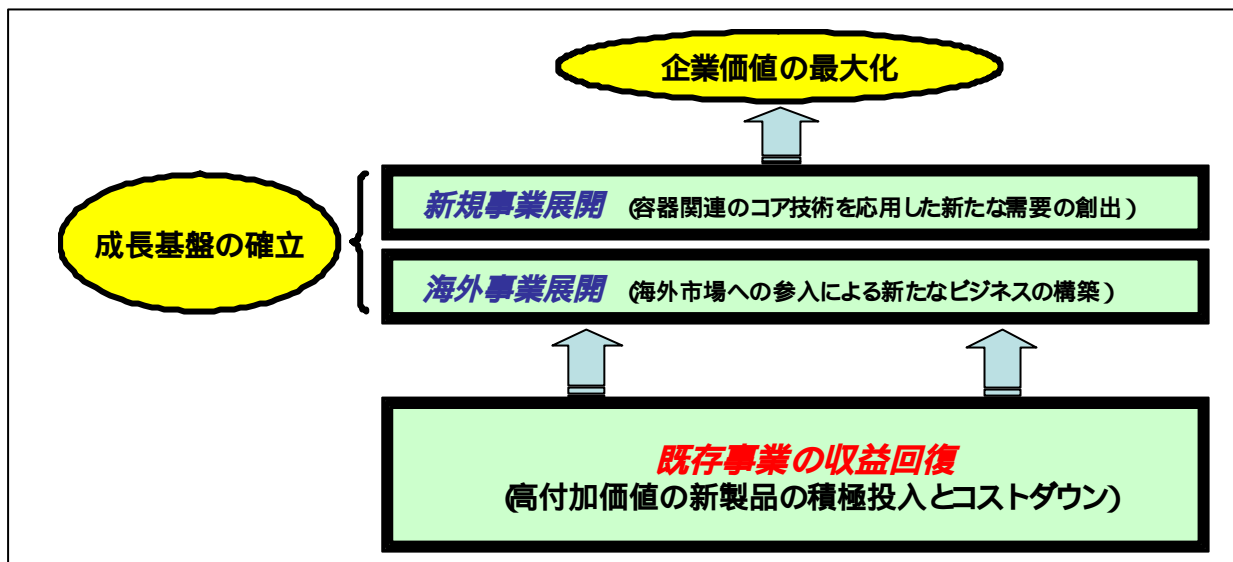 企業価値の最大化
新規事業展開 (容器関連のコア技術を応用した新たな需要の創出)
成長基盤の確立
海外事業展開 (海外市場への参入による新たなビジネスの構築)
既存事業の収益回復
(高付加価値の新製品の積極投入とコストダウン)